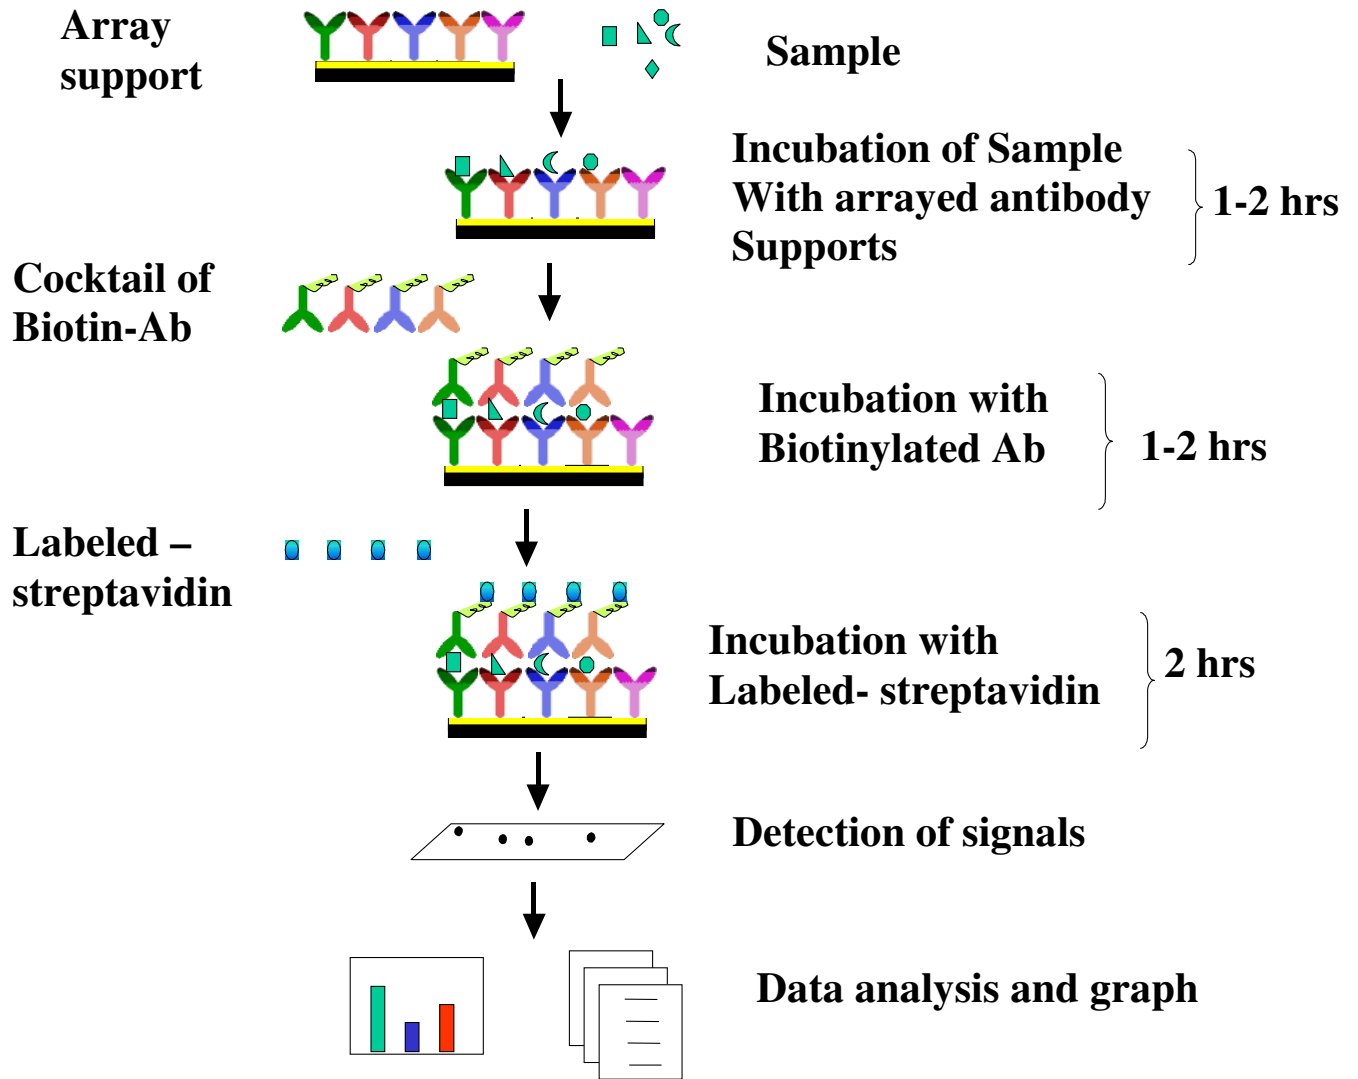 Array
support
Sample
Incubation of Sample
With arrayed antibody
Supports
1-2 hrs
Cocktail of
Biotin-Ab
Incubation with
Biotinylated Ab
1-2 hrs
Labeled –
streptavidin
Incubation with
Labeled- streptavidin
2 hrs
Detection of signals
Data analysis and graph